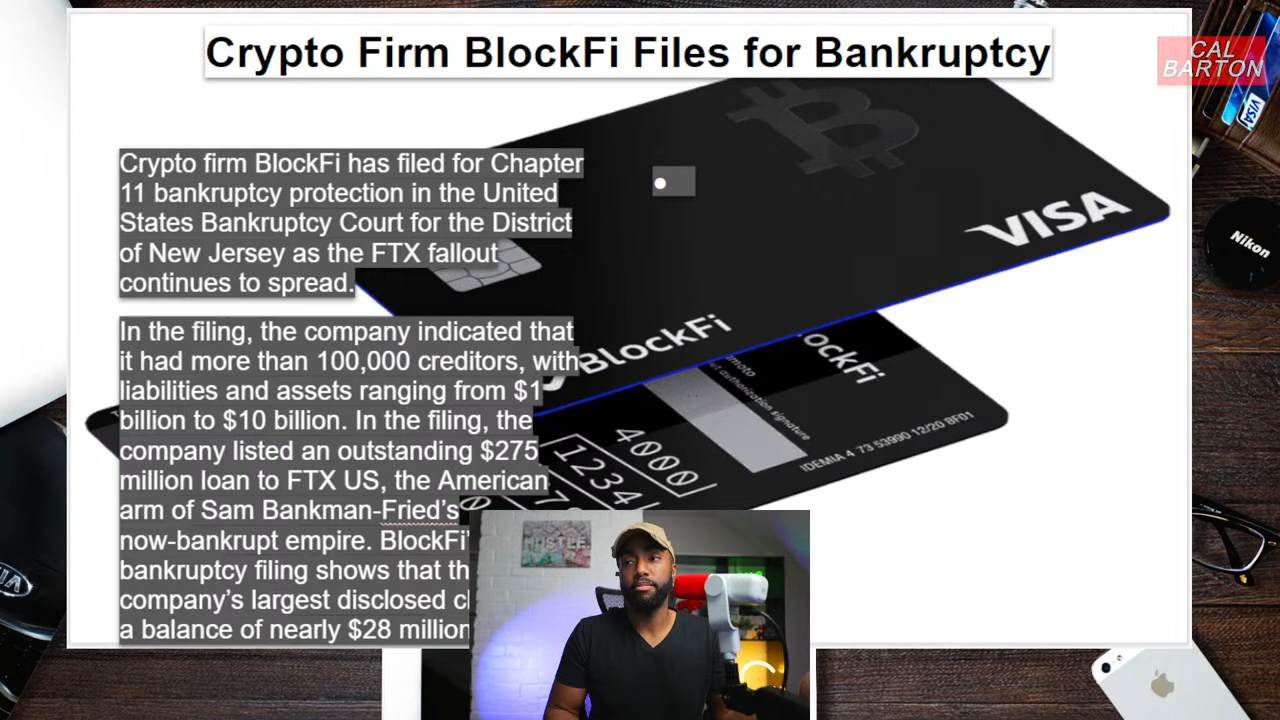 Crypto Firm BlockFi Files for Bankruptcy
CAL
BARTON
VISA
Crypto firm BlockFi has filed for Chapter
11 bankruptcy protection in the United
States Bankruptcy Court for the District
of New Jersey as the FTX fallout
continues to spread.
VISA
Nikon
BlockFi
In the filing, the company indicated that
it had more than 100,000 creditors, with
liabilities and assets ranging from $1
billion to $10 billion. In the filing, the
company listed an outstanding $275
million loan to FTX US, the American
arm of Sam Bankman-Fried's
now-bankrupt empire. BlockFi'
bankruptcy filing shows that
company's largest disclosed
a balance of nearly $28 million
authorization signature
IDEMIA 4 73 53990 12/20 BF01
4000
1234
HUSTLE